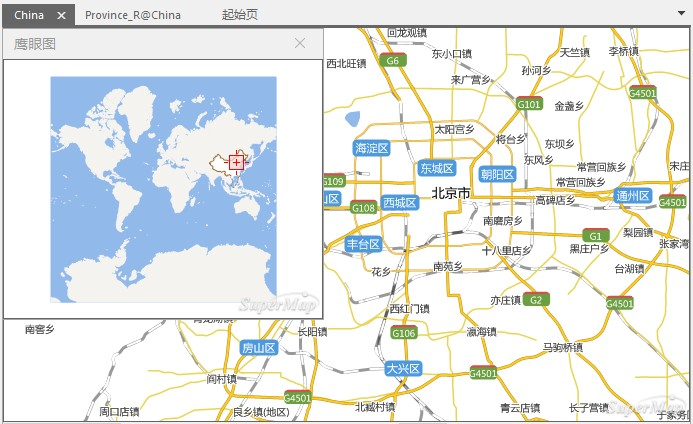 China
Province_R@China
起始页
鹰眼图
SuperMap
回龙观镇
东小口镇
天竺镇
李桥镇
西北旺镇
G6
来广营乡
孙河乡
G101
金盏乡
G4501
太阳宫乡
将台乡
东坝乡
海淀区
东城区
东风乡
朝阳区
常营回族乡
宋庄
常营回族乡
G109
西城区
北京市
高碑店乡
通州区
G108
G4501
南磨房乡
G1
梨园镇
丰台区
十八里店乡
黑庄户乡
张家湾
花乡
南苑乡
台湖镇
西红门镇
亦庄镇
G2
G4501
南窖乡
长阳镇
G106
瀛海镇
房山区
马驹桥镇
阎村镇
大兴区
G4501
G4501
周口店镇
良乡镇(地区)
北臧村镇
青云店镇
长子营镇
SuperMap
于家务回